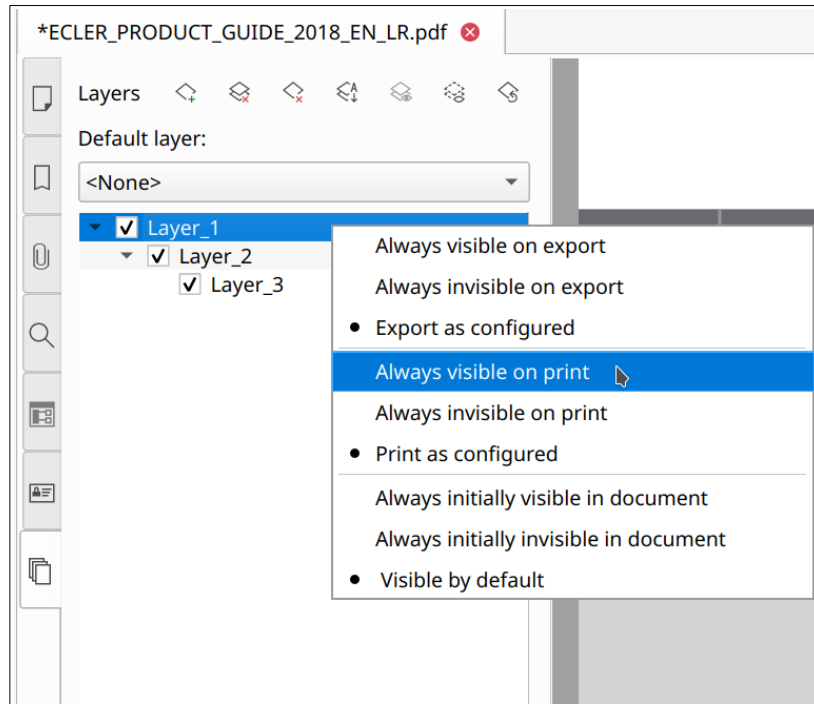 *ECLER_PRODUCT_GUIDE_2018_EN_LR.pdf
Layers
Default layer:
<None>
Layer_1
Layer_2
Layer_3
Always visible on export
Always invisible on export
Export as configured
Always visible on print
Always invisible on print
Print as configured
Always initially visible in document
Always initially invisible in document
Visible by default